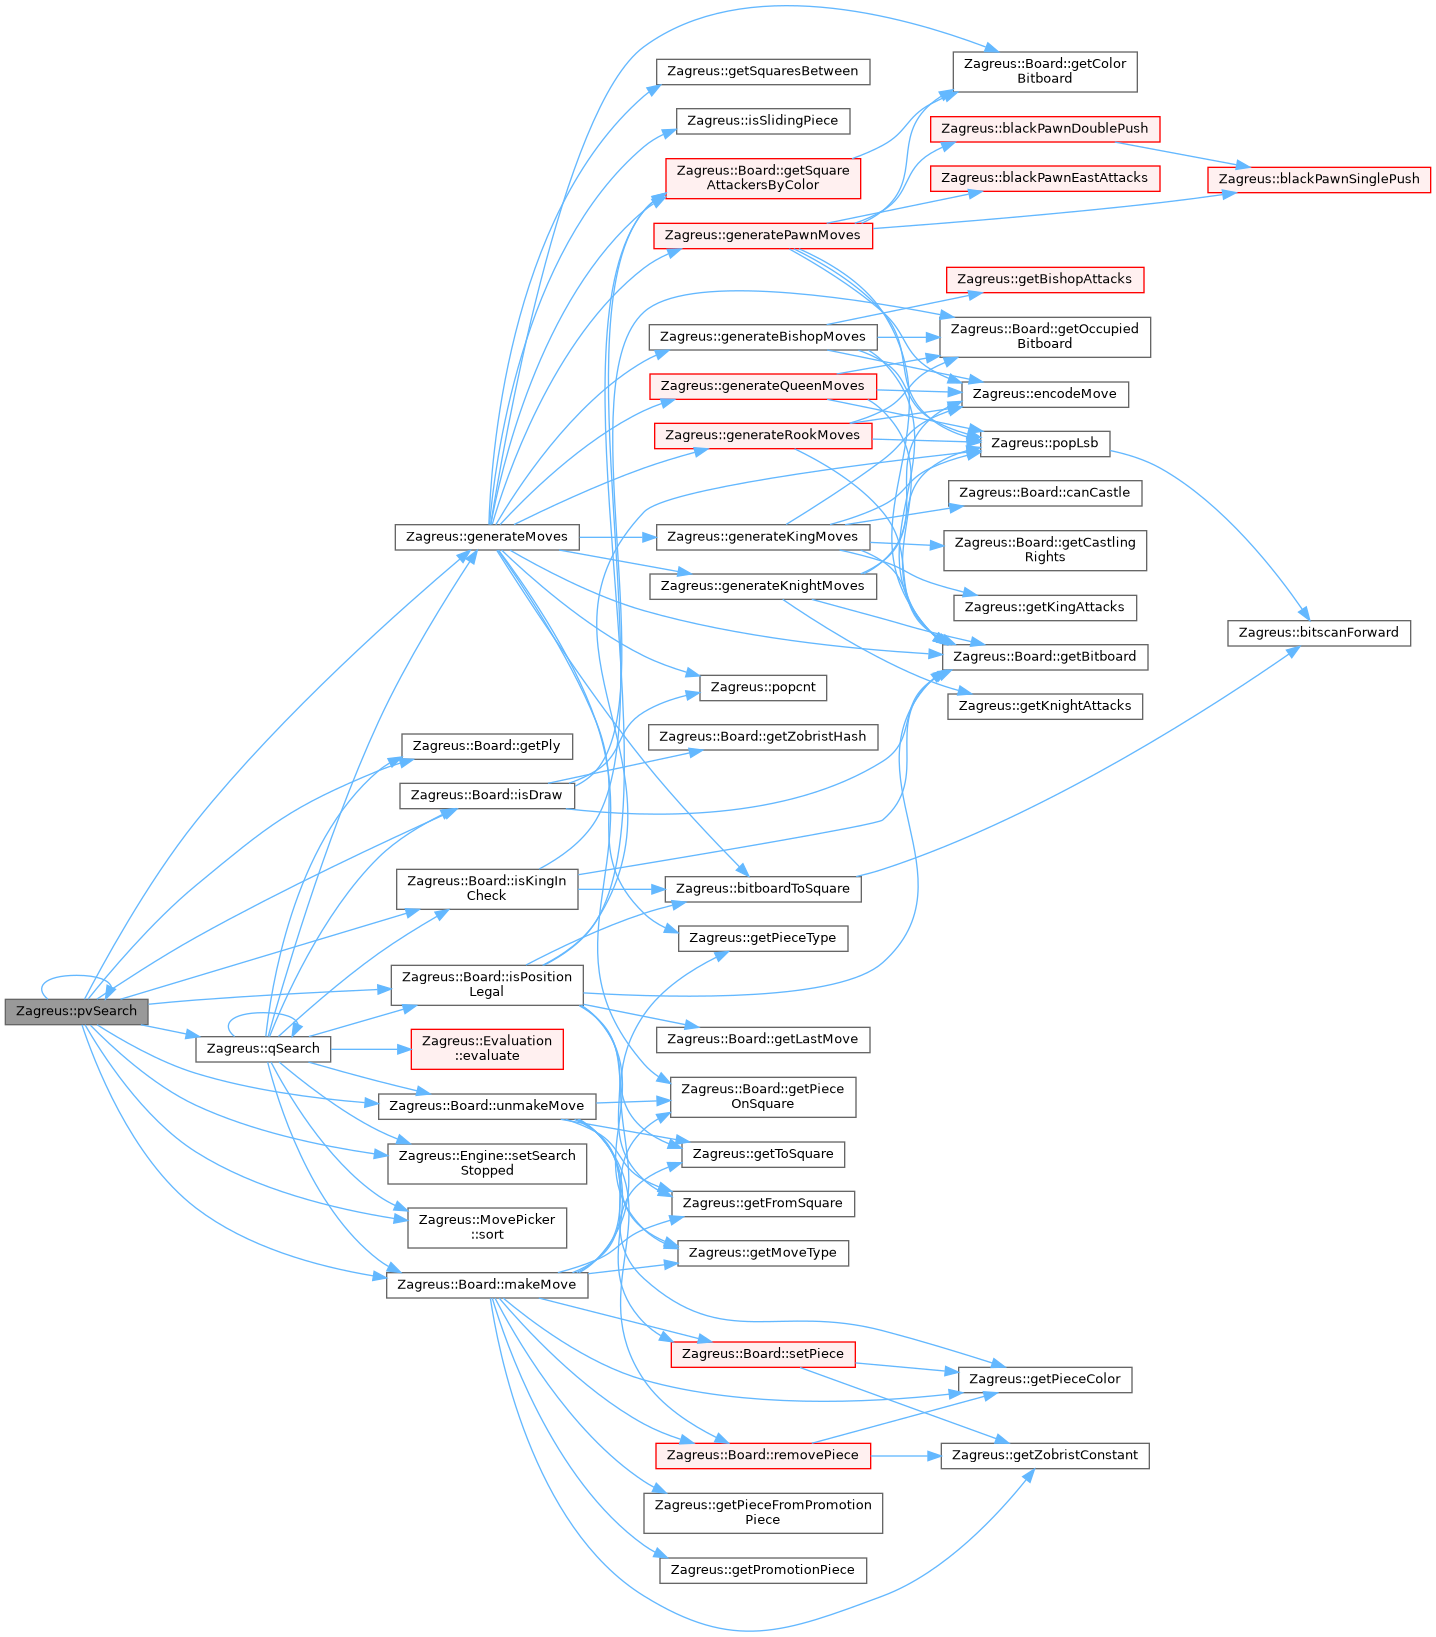 Zagreus::pvSearch
Zagreus::generateMoves
Zagreus::Board::getPly
Zagreus::Board::isDraw
Zagreus::Board::isKingIn
Check
Zagreus::Board::isPosition
Legal
Zagreus::qSearch
Zagreus::Evaluation
::evaluate
Zagreus::Board::unmakeMove
Zagreus::Engine::setSearch
Stopped
Zagreus::MovePicker
::sort
Zagreus::Board::makeMove
Zagreus::getSquaresBetween
Zagreus::isSlidingPiece
Zagreus::Board::getSquare
AttackersByColor
Zagreus::generatePawnMoves
Zagreus::generateBishopMoves
Zagreus::generateQueenMoves
Zagreus::generateRookMoves
Zagreus::generateKingMoves
Zagreus::generateKnightMoves
Zagreus::popcnt
Zagreus::Board::getZobristHash
Zagreus::bitboardToSquare
Zagreus::getPieceType
Zagreus::Board::getLastMove
Zagreus::Board::getPiece
OnSquare
Zagreus::getToSquare
Zagreus::getFromSquare
Zagreus::getMoveType
Zagreus::Board::setPiece
Zagreus::Board::removePiece
Zagreus::getPieceFromPromotion
Piece
Zagreus::getPromotionPiece
Zagreus::Board::getColor
Bitboard
Zagreus::blackPawnDoublePush
Zagreus::blackPawnEastAttacks
Zagreus::getBishopAttacks
Zagreus::Board::getOccupied
Bitboard
Zagreus::encodeMove
Zagreus::popLsb
Zagreus::Board::canCastle
Zagreus::Board::getCastling
Rights
Zagreus::getKingAttacks
Zagreus::Board::getBitboard
Zagreus::getKnightAttacks
Zagreus::getPieceColor
Zagreus::getZobristConstant
Zagreus::blackPawnSinglePush
Zagreus::bitscanForward